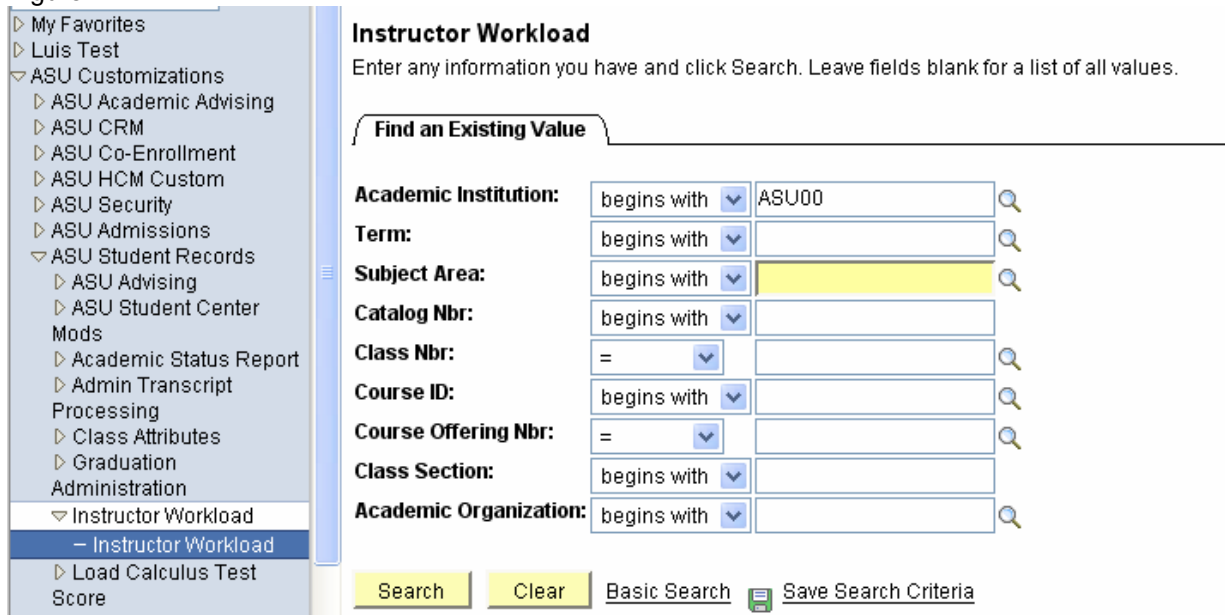 My Favorites
Luis Test
ASU Customizations
ASU Academic Advising
ASU CRM
ASU Co-Enrollment
ASU HCM Custom
ASU Security
ASU Admissions
ASU Student Records
ASU Advising
ASU Student Center
Mods
Academic Status Report
Admin Transcript
Processing
Class Attributes
Graduation
Administration
Instructor Workload
– Instructor Workload
Load Calculus Test
Score
Instructor Workload
Enter any information you have and click Search. Leave fields blank for a list of all values.
Find an Existing Value
Academic Institution: begins with ASU00
Term: begins with
Subject Area: begins with
Catalog Nbr: begins with
Class Nbr: =
Course ID: begins with
Course Offering Nbr: =
Class Section: begins with
Academic Organization: begins with
Search Clear Basic Search Save Search Criteria